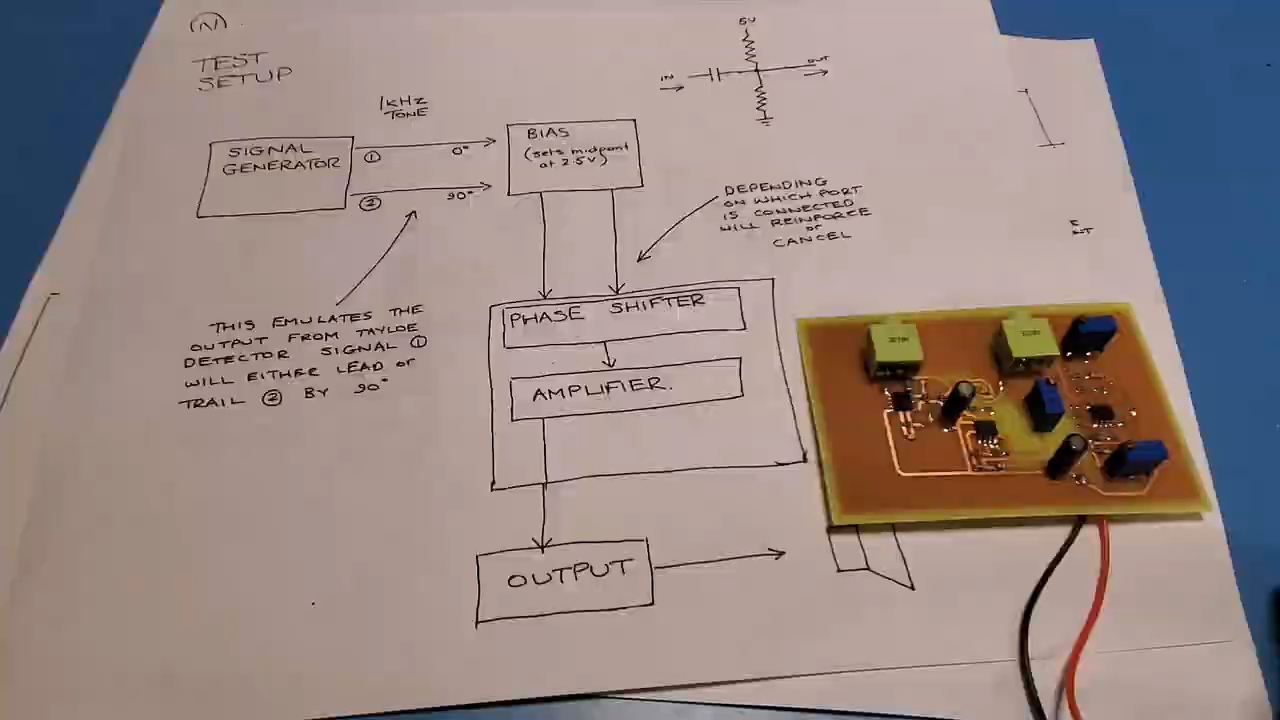 TEST
SETUP
1kHz
TONE
SIGNAL
GENERATOR
① 0°
② 90°
BIAS
(sets midpoint
at 2.5V)
5V
IN
OUT
DEPENDING
ON WHICH PORT
IS CONNECTED
WILL REINFORCE
or
CANCEL
THIS EMULATES THE
OUTPUT FROM TAYLOE
DETECTOR SIGNAL ①
WILL EITHER LEAD or
TRAIL ② BY 90°
PHASE SHIFTER
AMPLIFIER.
OUTPUT